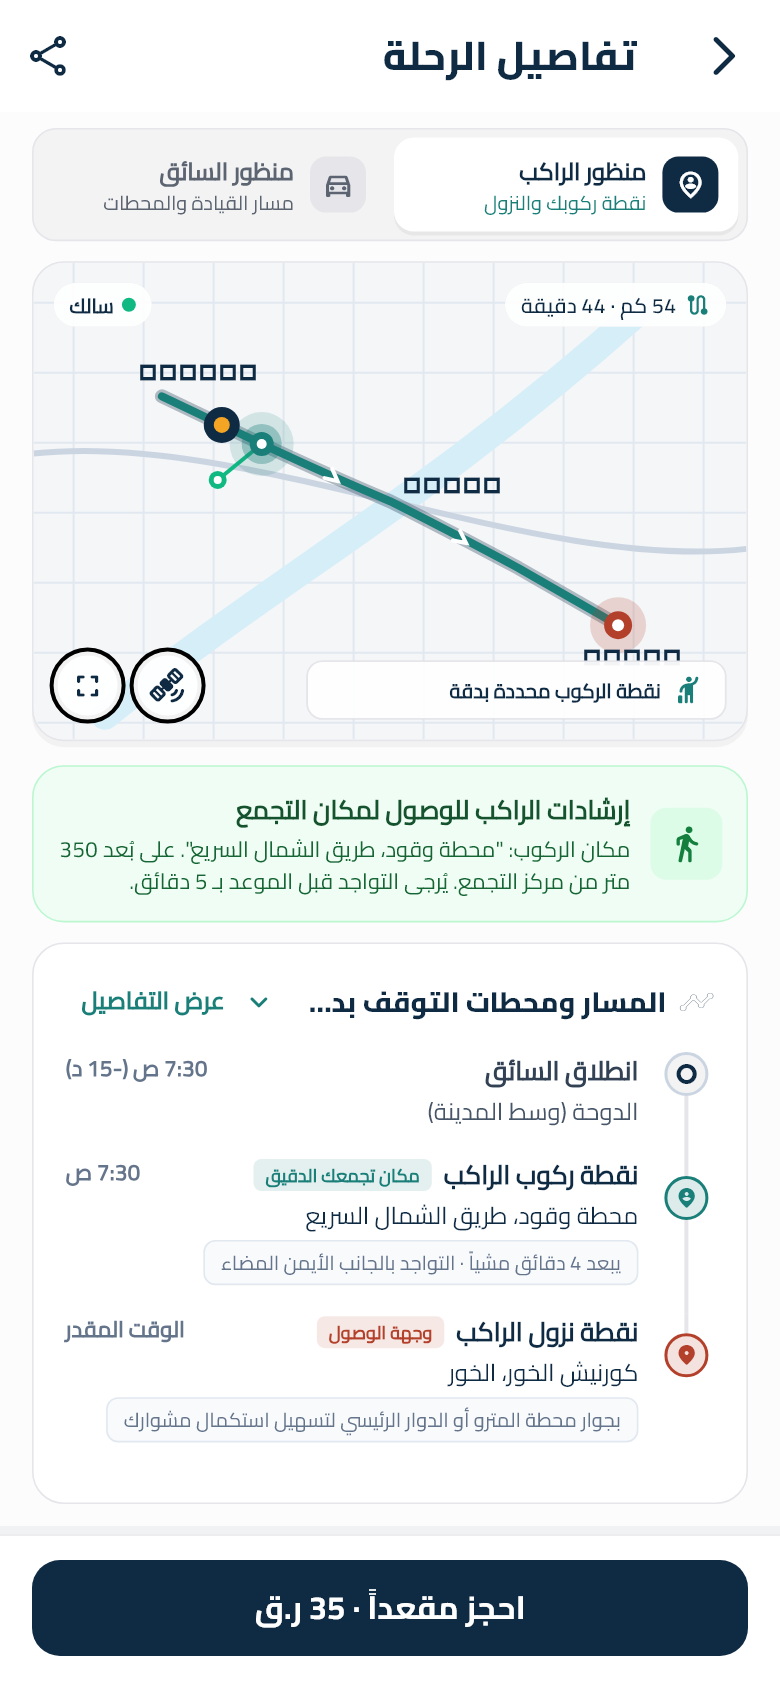 تفاصيل الرحلة
منظور الراكب
نقطة ركوبك والنزول
منظور السائق
مسار القيادة والمحطات
54 كم · 44 دقيقة
سالك
نقطة الركوب محددة بدقة
إرشادات الراكب للوصول لمكان التجمع
مكان الركوب: "محطة وقود، طريق الشمال السريع". على بُعد 350
متر من مركز التجمع. يُرجى التواجد قبل الموعد بـ 5 دقائق.
المسار ومحطات التوقف بد...
عرض التفاصيل
انطلاق السائق
7:30 ص (-15 د)
الدوحة (وسط المدينة)
نقطة ركوب الراكب
مكان تجمعك الدقيق
7:30 ص
محطة وقود، طريق الشمال السريع
يبعد 4 دقائق مشياً · التواجد بالجانب الأيمن المضاء
نقطة نزول الراكب
وجهة الوصول
الوقت المقدر
كورنيش الخور، الخور
بجوار محطة المترو أو الدوار الرئيسي لتسهيل استكمال مشوارك
احجز مقعداً · 35 ر.ق